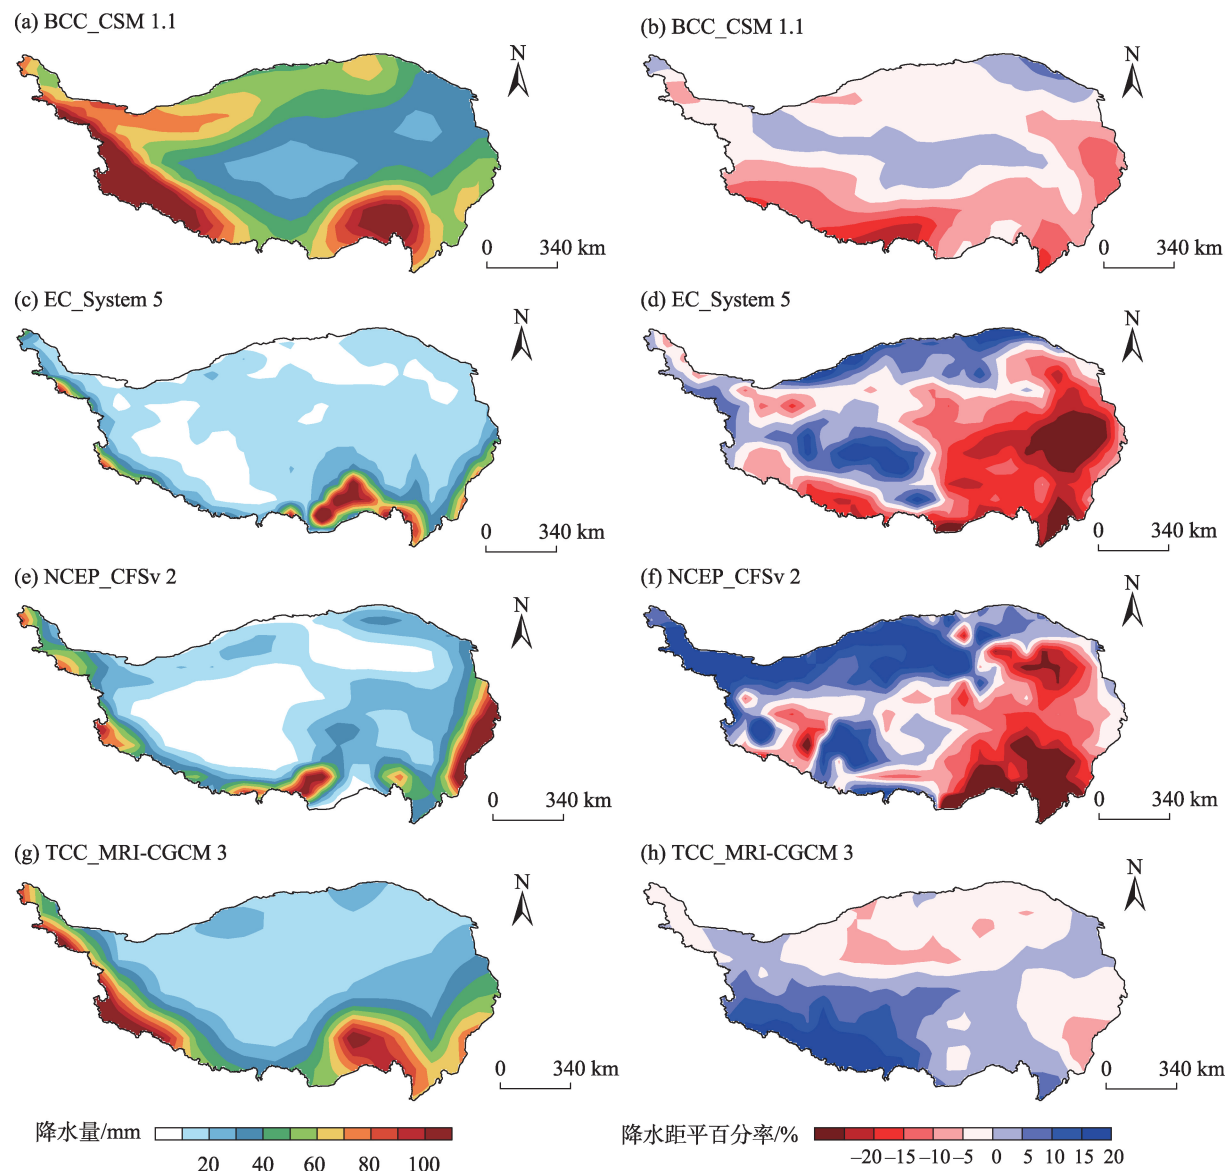 (a) BCC_CSM 1.1
N
0 340 km
(b) BCC_CSM 1.1
N
0 340 km
(c) EC_System 5
N
0 340 km
(d) EC_System 5
N
0 340 km
(e) NCEP_CFSv 2
N
0 340 km
(f) NCEP_CFSv 2
N
0 340 km
(g) TCC_MRI-CGCM 3
N
0 340 km
(h) TCC_MRI-CGCM 3
N
0 340 km
降水量/mm
20 40 60 80 100
降水距平百分率/%
−20 −15 −10 −5 0 5 10 15 20